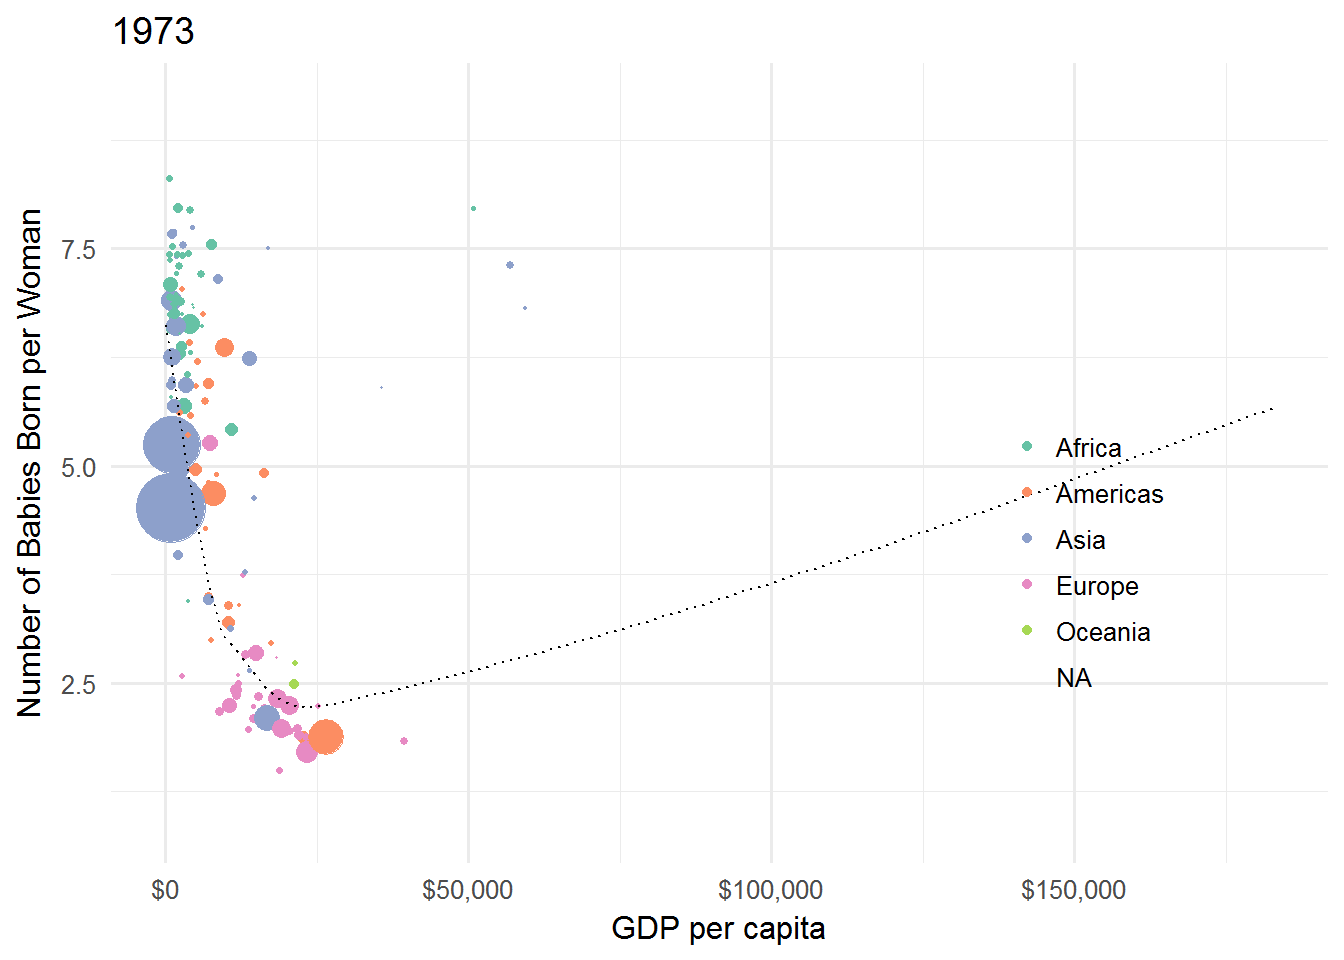 1973
Number of Babies Born per Woman
7.5
5.0
2.5
Africa
Americas
Asia
Europe
Oceania
NA
$0
$50,000
$100,000
$150,000
GDP per capita